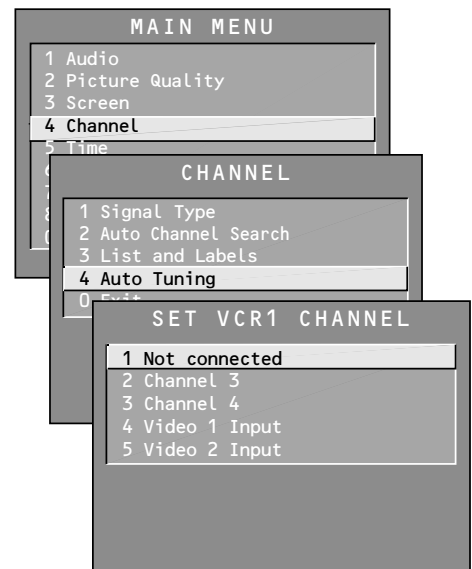 MAIN MENU
1 Audio
2 Picture Quality
3 Screen
4 Channel
5 Time
CHANNEL
1 Signal Type
2 Auto Channel Search
3 List and Labels
4 Auto Tuning
0 Exit
SET VCR1 CHANNEL
1 Not connected
2 Channel 3
3 Channel 4
4 Video 1 Input
5 Video 2 Input